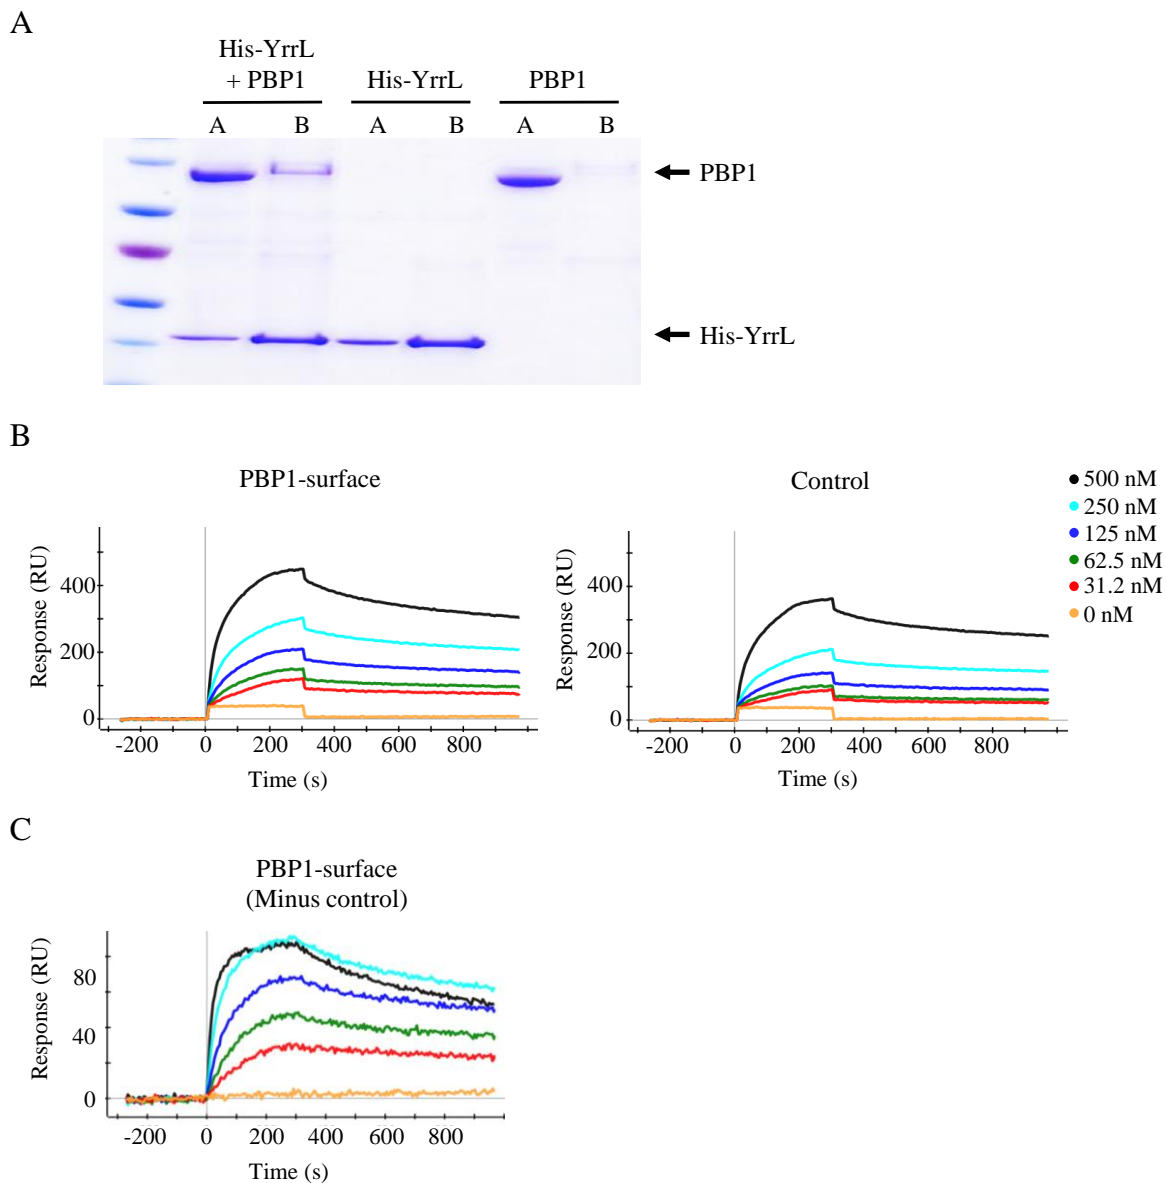 A
His-YrrL
+ PBP1
His-YrrL
PBP1
A
B
A
B
A
B
PBP1
His-YrrL
B
PBP1-surface
Control
500 nM
250 nM
125 nM
62.5 nM
31.2 nM
0 nM
Response (RU)
400
200
0
-200
0
200
400
600
800
Time (s)
Response (RU)
400
200
0
-200
0
200
400
600
800
Time (s)
C
PBP1-surface
(Minus control)
Response (RU)
80
40
0
-200
0
200
400
600
800
Time (s)